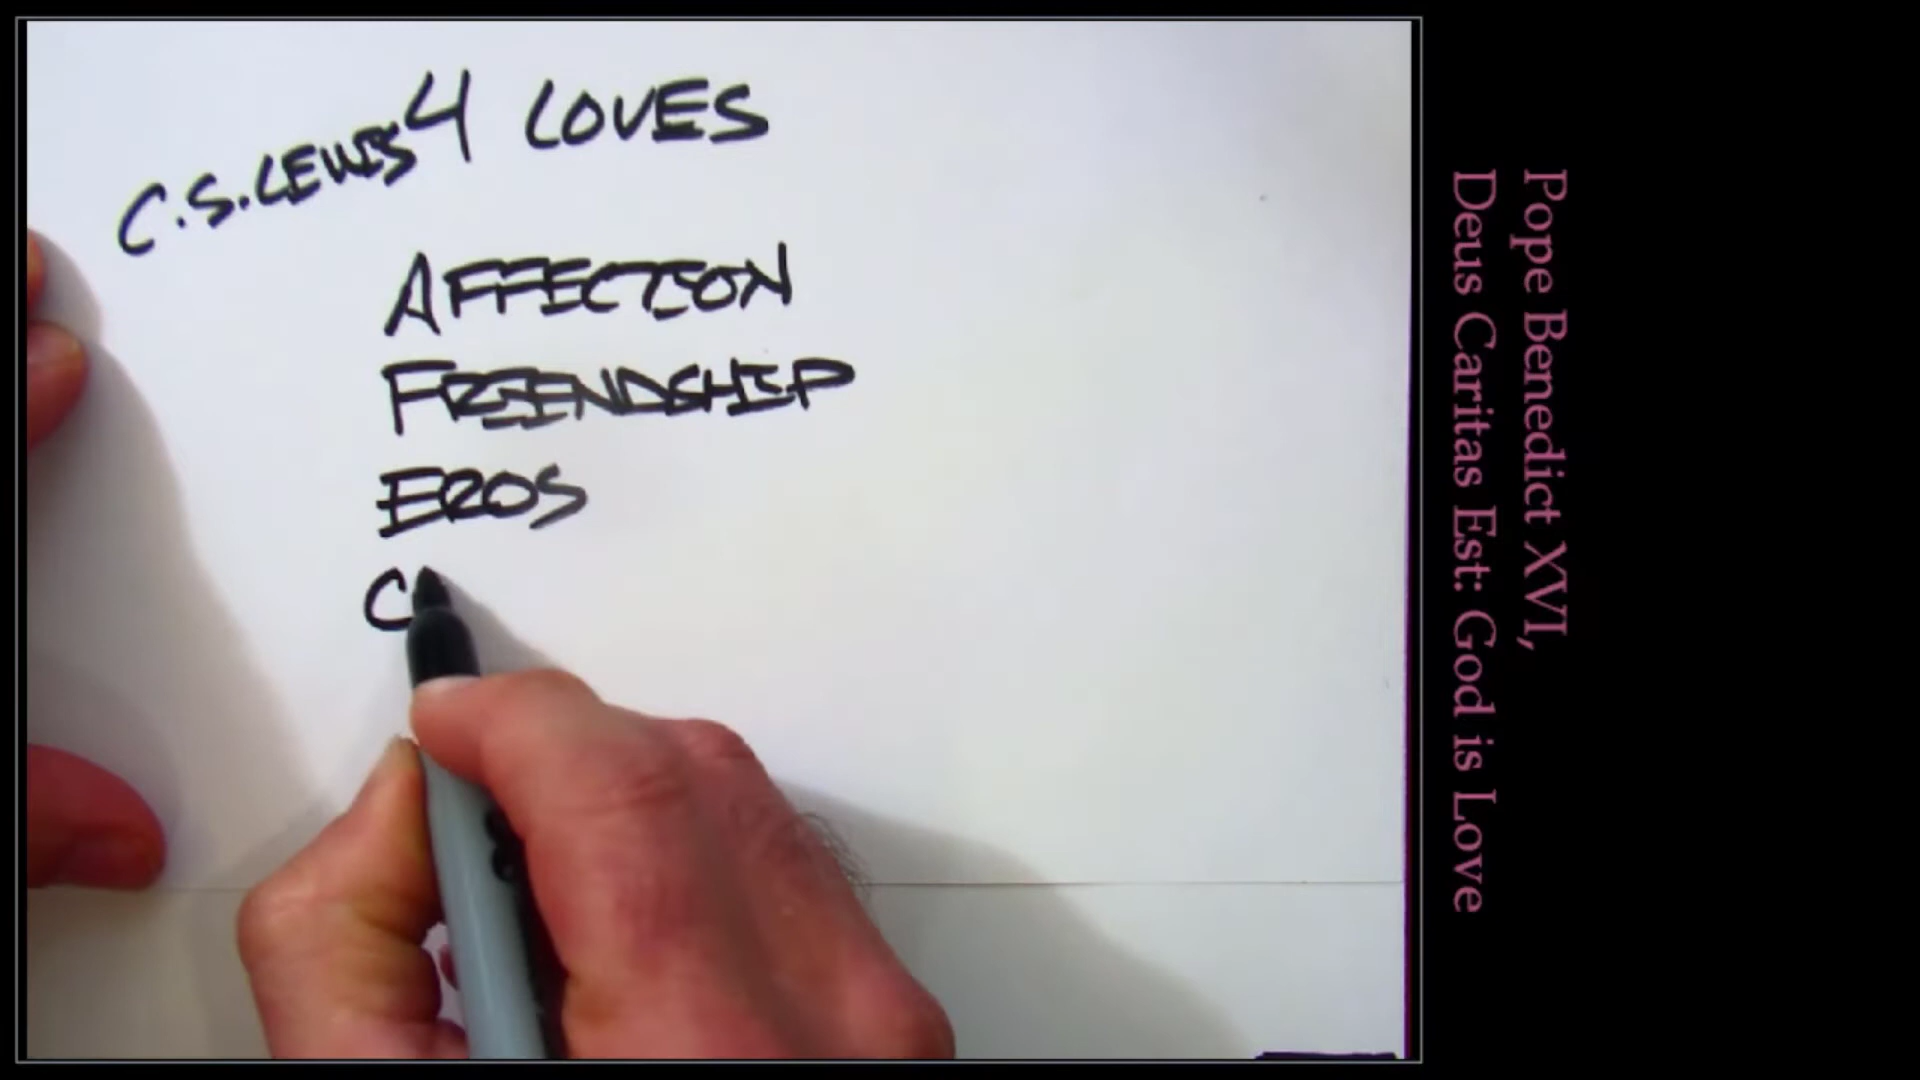 C.S. LEWIS 4 LOVES
AFFECTION
FRIENDSHIP
EROS
C
Pope Benedict XVI,
Deus Caritas Est: God is Love